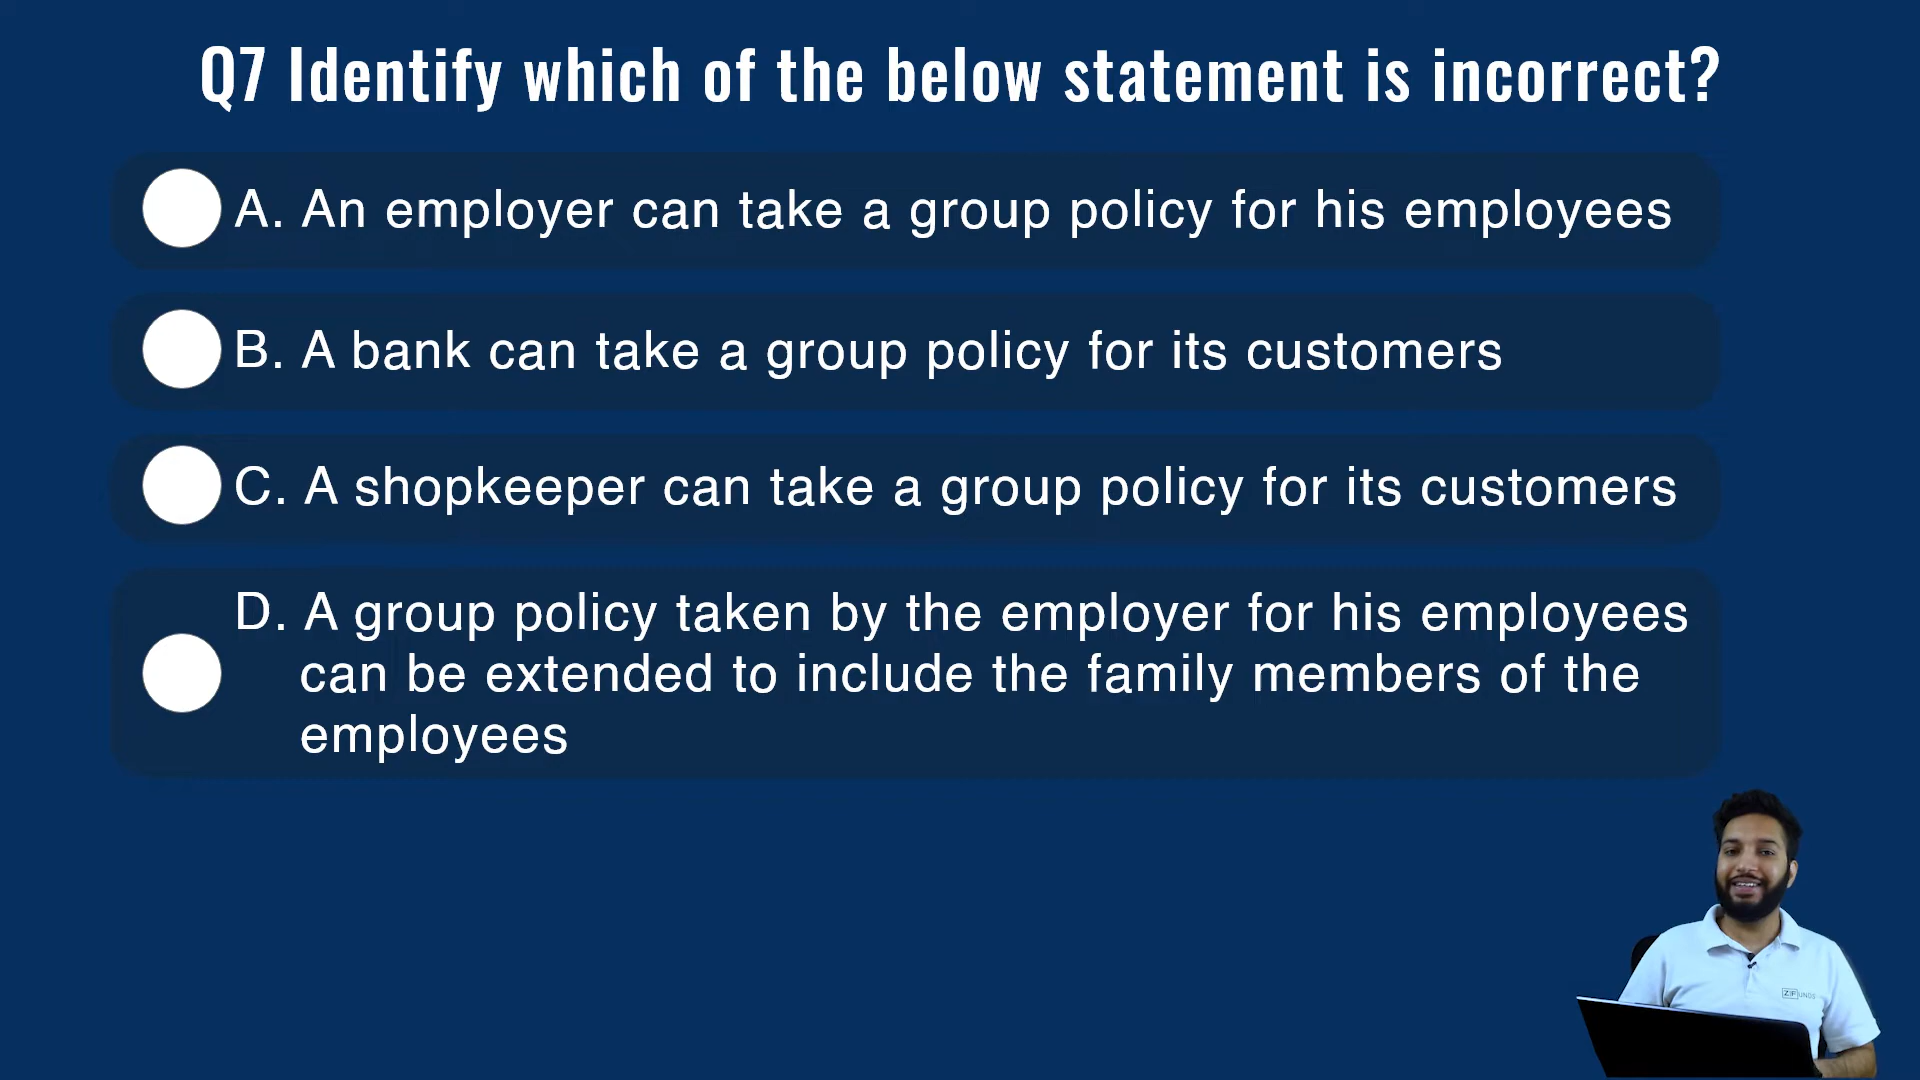 Q7 Identify which of the below statement is incorrect?
A. An employer can take a group policy for his employees
B. A bank can take a group policy for its customers
C. A shopkeeper can take a group policy for its customers
D. A group policy taken by the employer for his employees
can be extended to include the family members of the
employees
ZIFUNDS